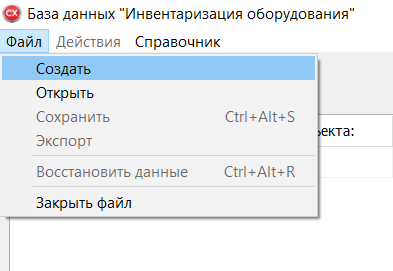 CX База данных "Инвентаризация оборудования"
Файл Действия Справочник
Создать
Открыть
Сохранить Ctrl+Alt+S
Экспорт
Восстановить данные Ctrl+Alt+R
Закрыть файл